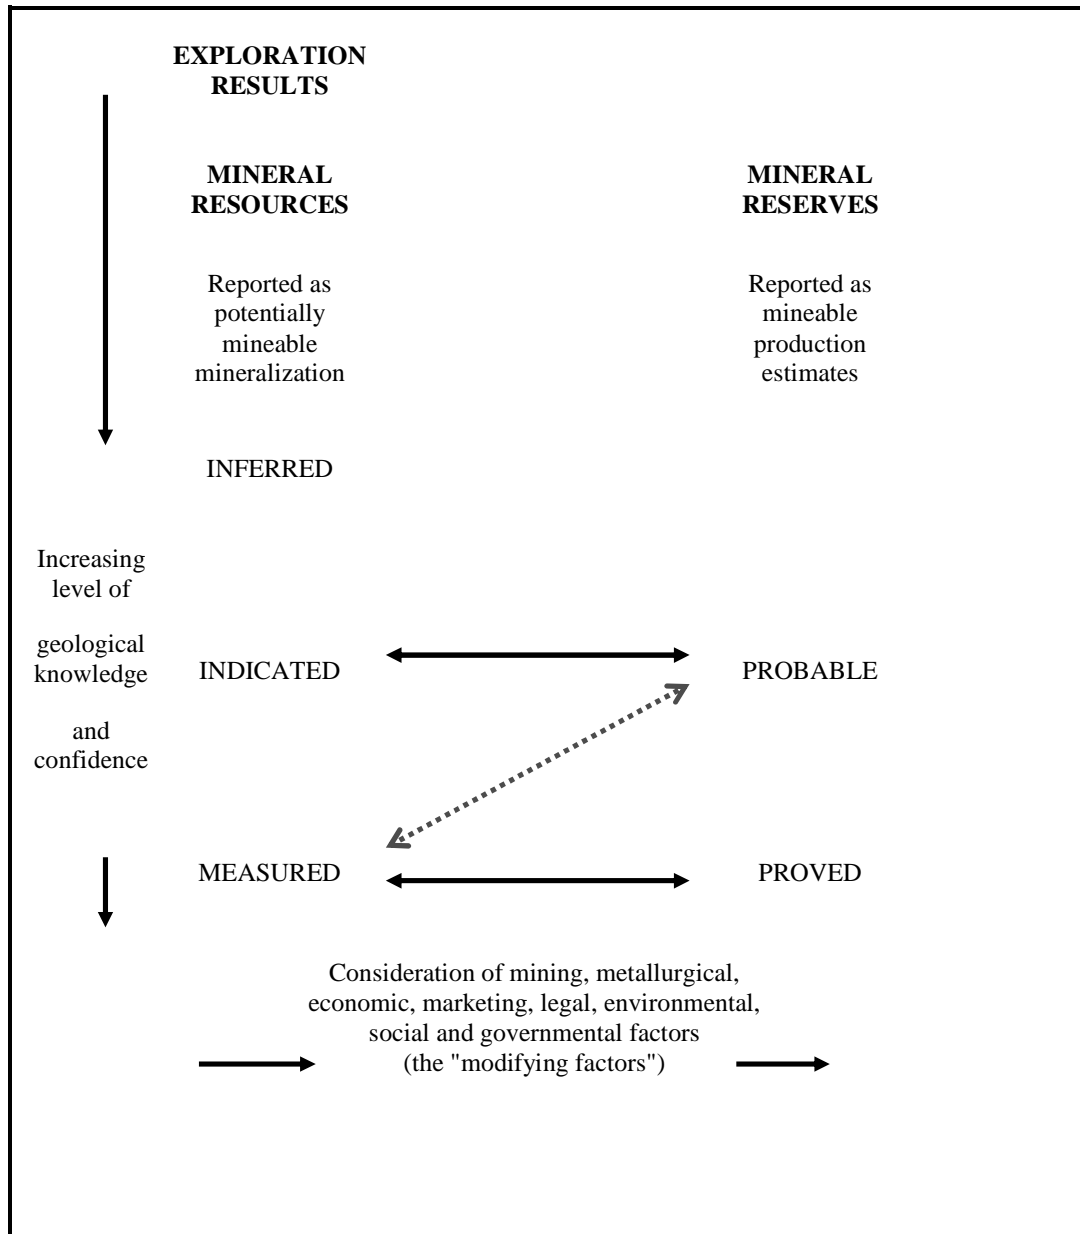 EXPLORATION
RESULTS
MINERAL
RESOURCES
MINERAL
RESERVES
Reported as
potentially
mineable
mineralization
Reported as
mineable
production
estimates
INFERRED
Increasing
level of
geological
knowledge
and
confidence
INDICATED
PROBABLE
MEASURED
PROVED
Consideration of mining, metallurgical,
economic, marketing, legal, environmental,
social and governmental factors
(the "modifying factors")